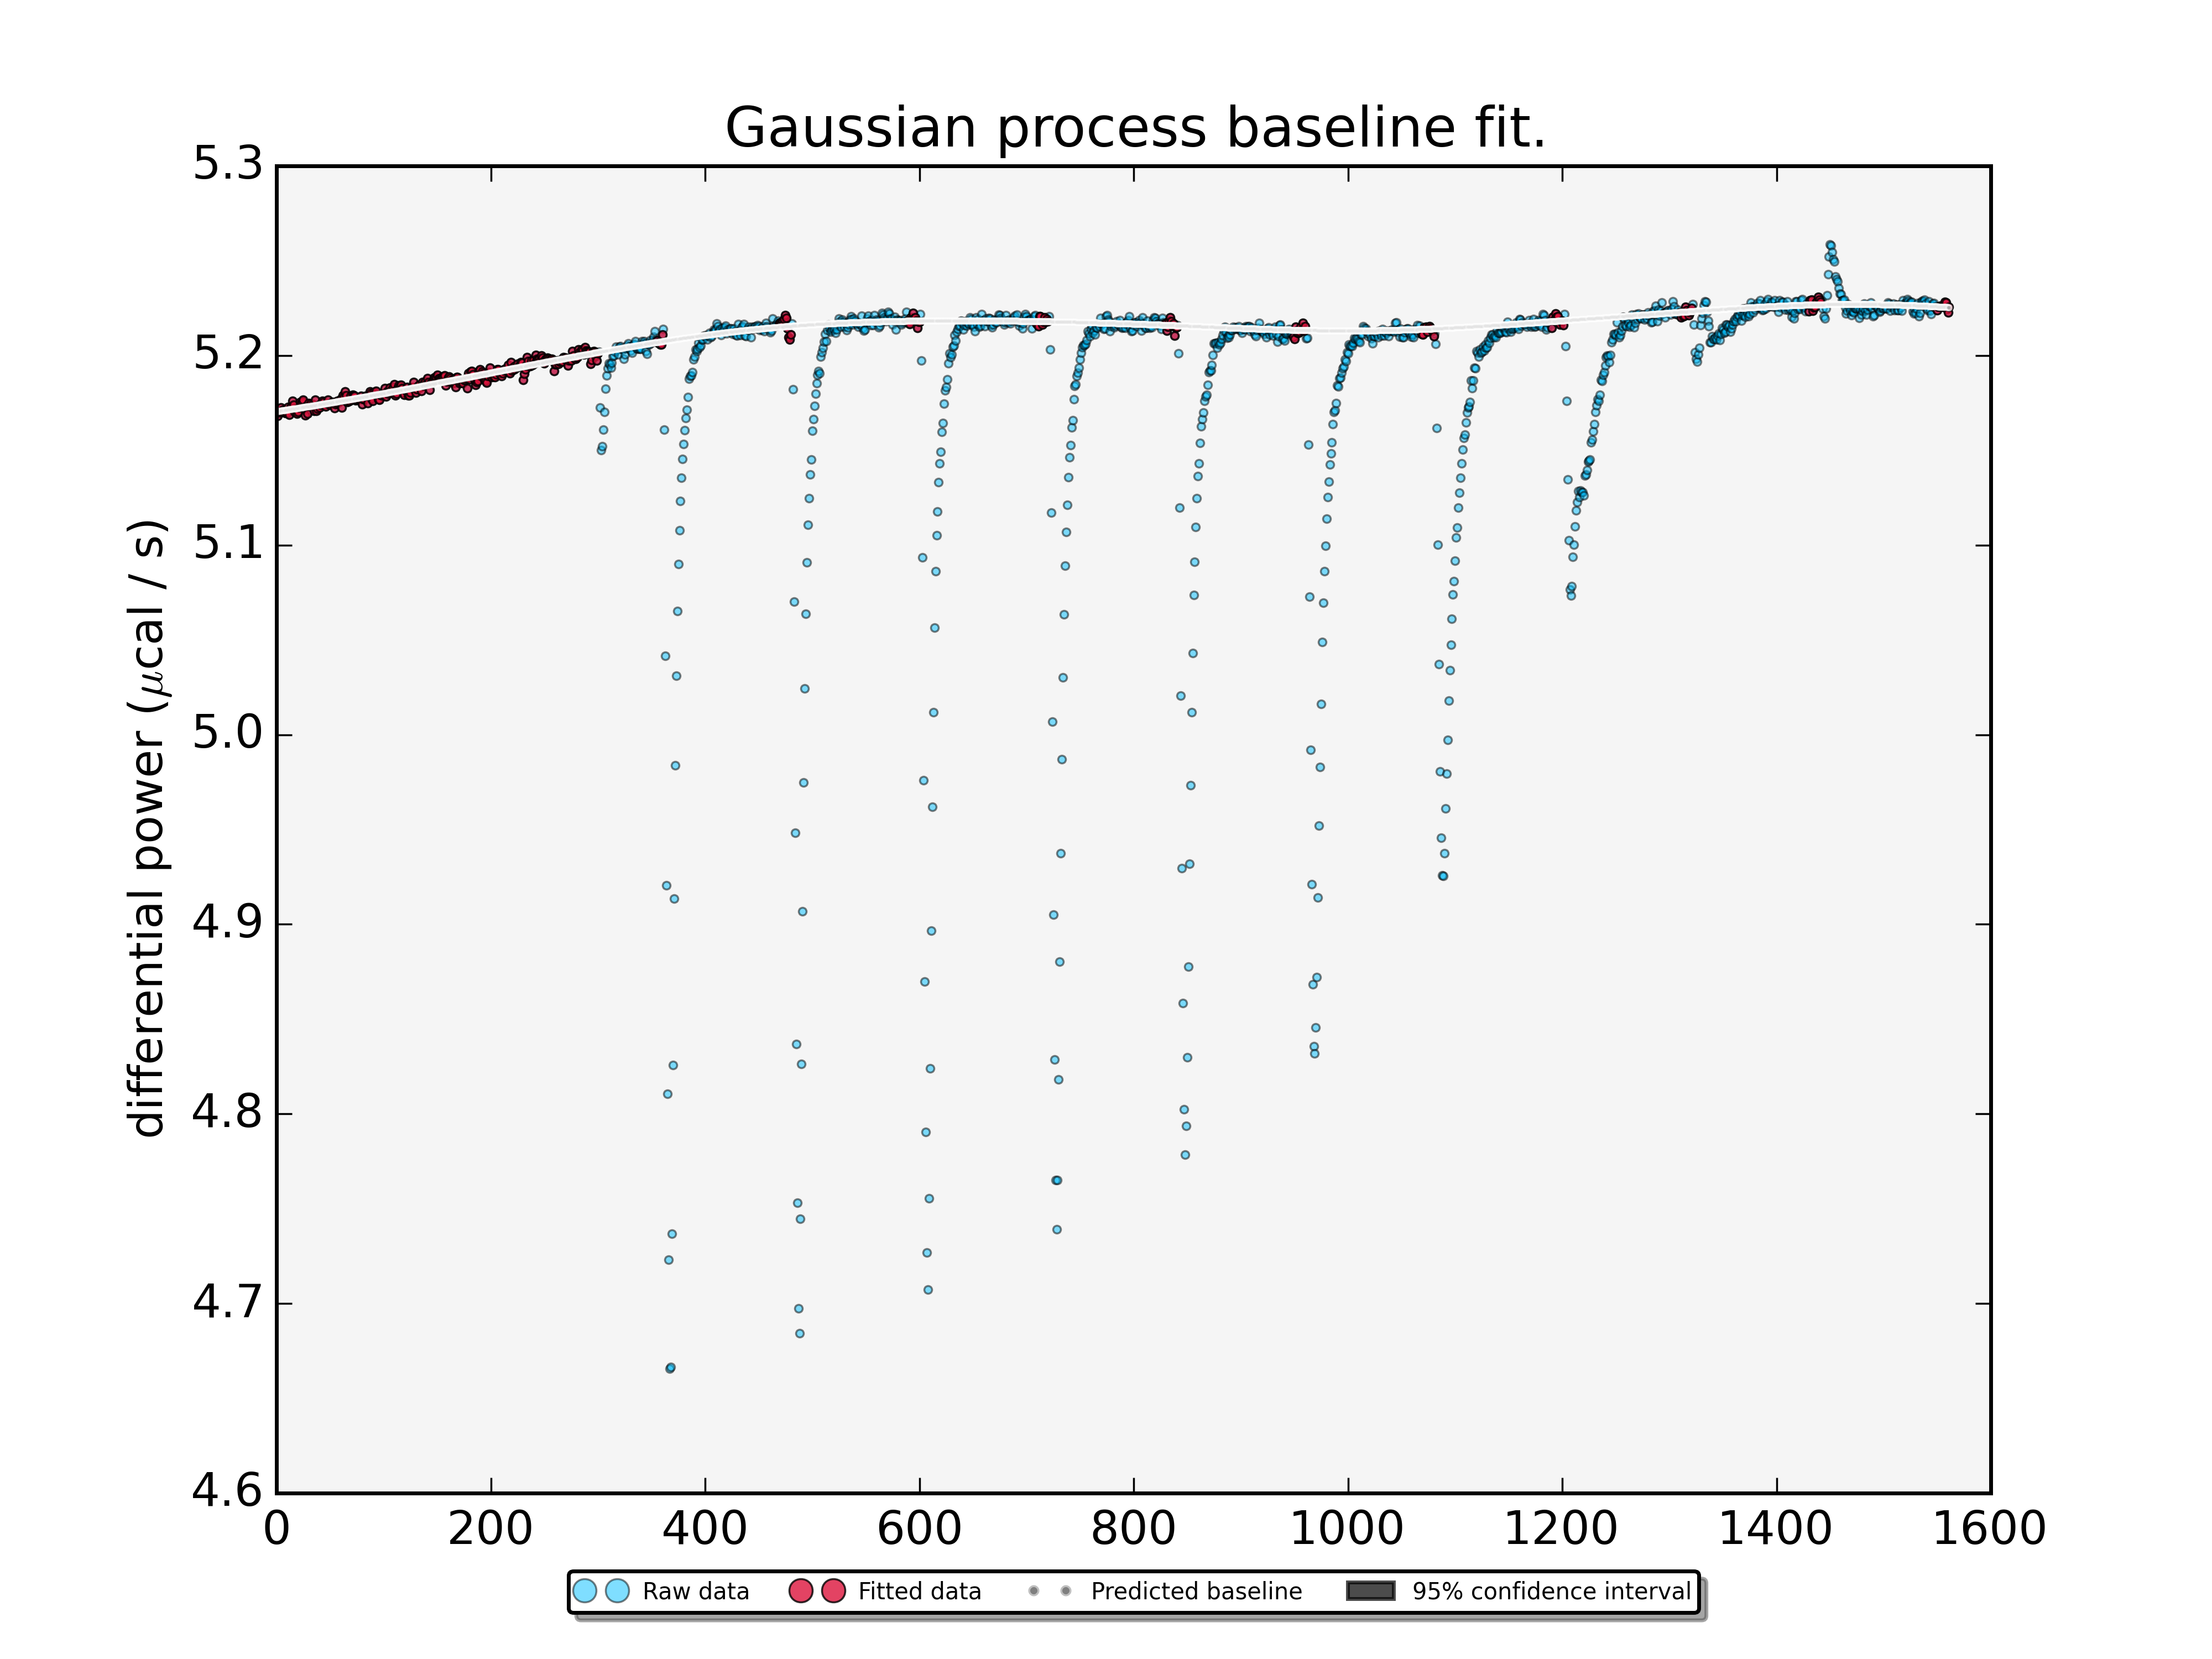 Gaussian process baseline fit.
5.3
5.2
5.1
5.0
4.9
4.8
4.7
4.6
differential power (μcal / s)
0 200 400 600 800 1000 1200 1400 1600
Raw data Fitted data Predicted baseline 95% confidence interval